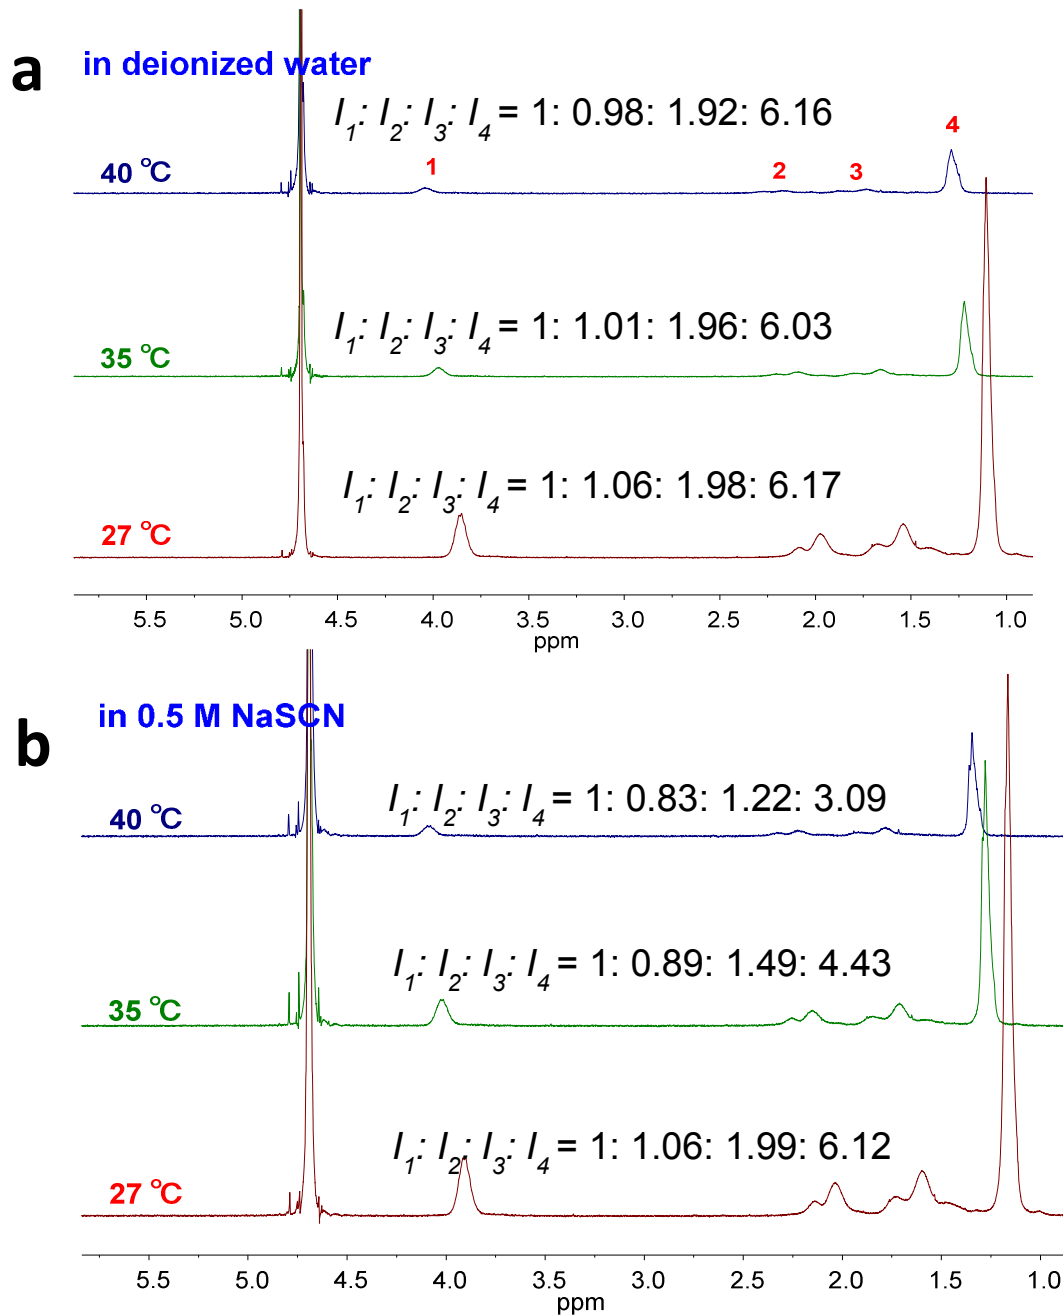 a
in deionized water
I1: I2: I3: I4 = 1: 0.98: 1.92: 6.16
4
40 °C
1
2
3
I1: I2: I3: I4 = 1: 1.01: 1.96: 6.03
35 °C
I1: I2: I3: I4 = 1: 1.06: 1.98: 6.17
27 °C
5.5 5.0 4.5 4.0 3.5 3.0 2.5 2.0 1.5 1.0
ppm
in 0.5 M NaSCN
b
I1: I2: I3: I4 = 1: 0.83: 1.22: 3.09
40 °C
I1: I2: I3: I4 = 1: 0.89: 1.49: 4.43
35 °C
I1: I2: I3: I4 = 1: 1.06: 1.99: 6.12
27 °C
5.5 5.0 4.5 4.0 3.5 3.0 2.5 2.0 1.5 1.0
ppm